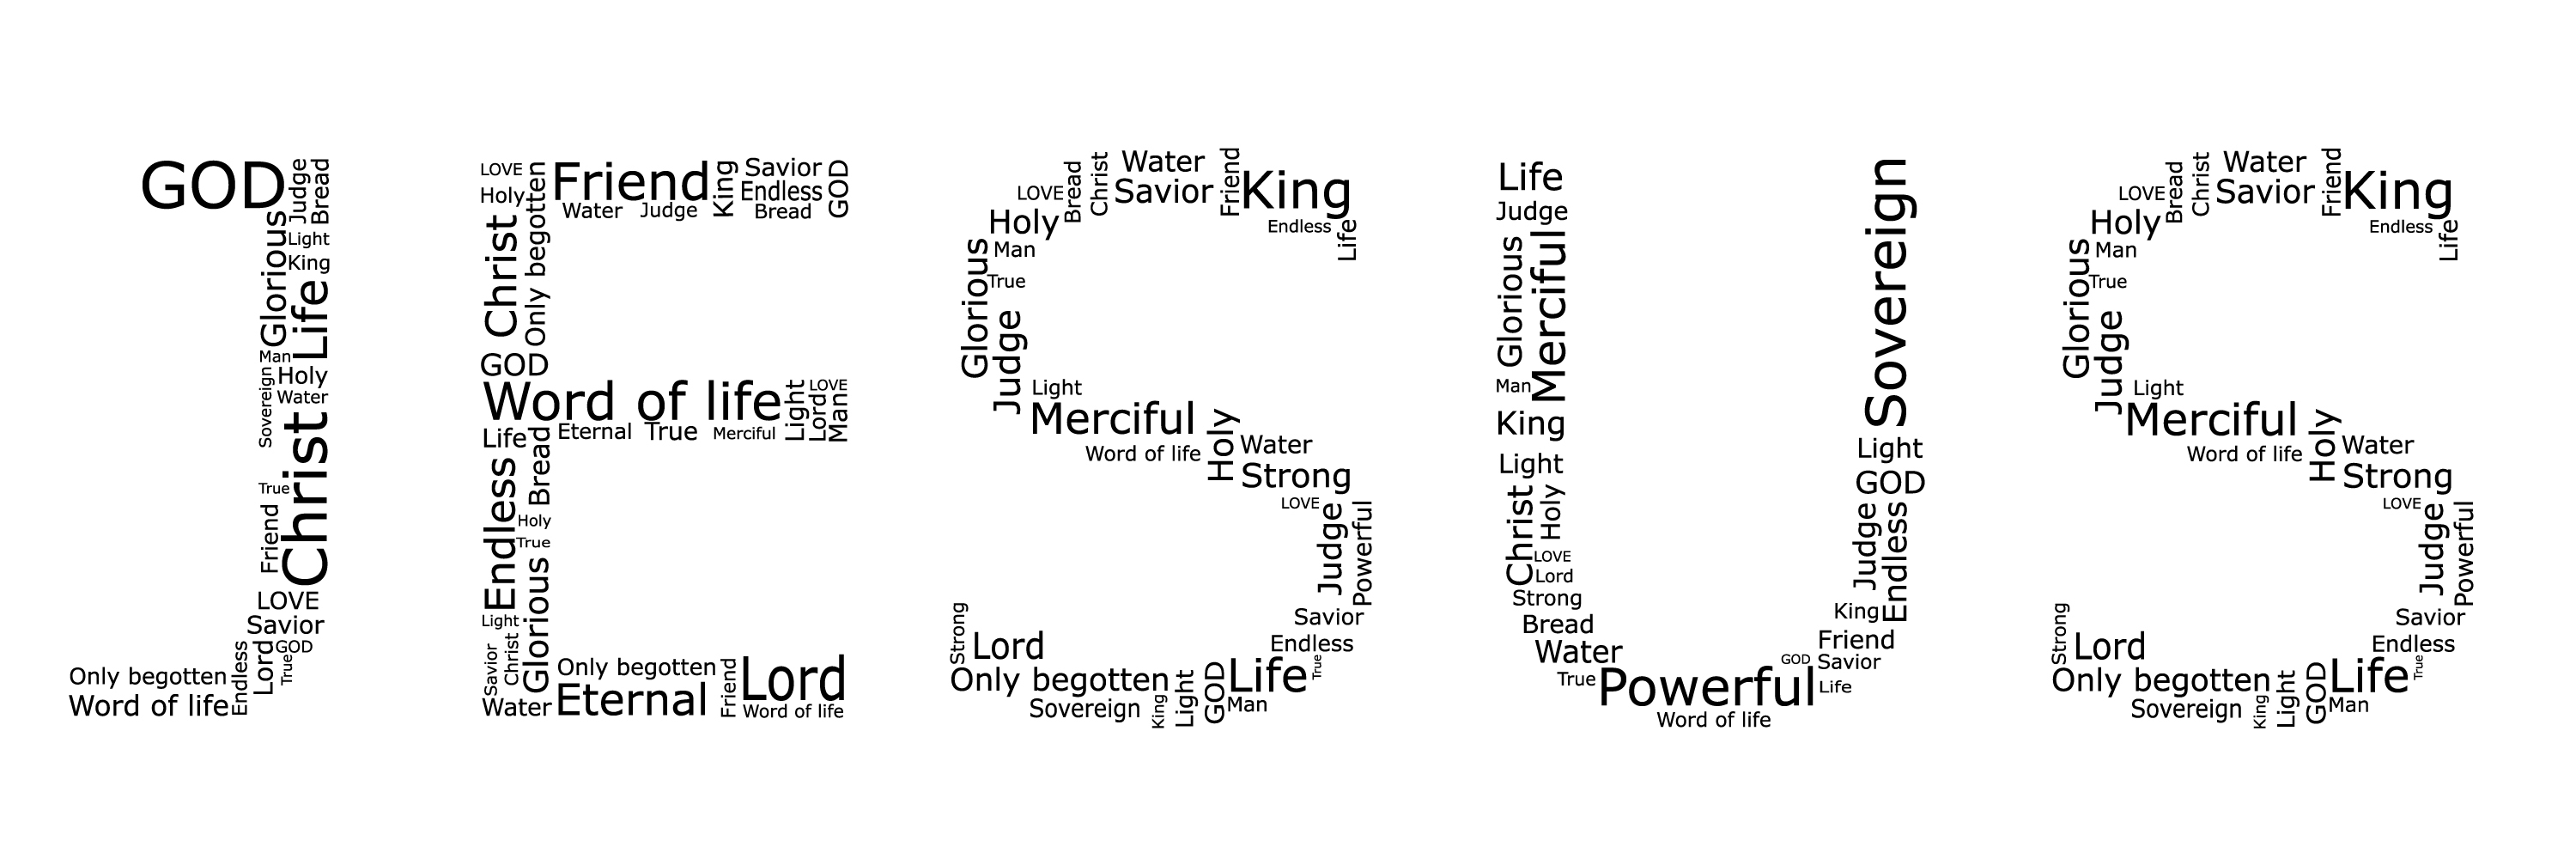 GOD
Judge
Bread
Glorious
Light
King
Life
Man
Sovereign
Holy
Water
Christ
True
Friend
LOVE
Savior
GOD
Lord
True
Endless
Only begotten
Word of life
LOVE
Holy
Only begotten
Friend
Water
Judge
King
Savior
Endless
Bread
GOD
Christ
GOD
Word of life
Light
LOVE
Lord
Man
Eternal
True
Merciful
Life
Bread
Endless
Holy
True
Glorious
Light
Savior
Christ
Water
Only begotten
Eternal
Friend
Lord
Word of life
LOVE
Bread
Christ
Water
Savior
Friend
King
Endless
Life
Holy
Man
Glorious
True
Judge
Light
Merciful
Word of life
Holy
Water
Strong
LOVE
Judge
Powerful
Savior
Endless
True
Life
Man
GOD
Light
King
Sovereign
Only begotten
Lord
Strong
Life
Judge
Glorious
Merciful
Man
King
Light
Christ
Holy
LOVE
Lord
Strong
Bread
Water
True
Powerful
Word of life
GOD
Life
Savior
Friend
King
Endless
Judge
GOD
Light
Sovereign
LOVE
Bread
Christ
Water
Savior
Friend
King
Endless
Life
Holy
Man
Glorious
True
Judge
Light
Merciful
Word of life
Holy
Water
Strong
LOVE
Judge
Powerful
Savior
Endless
True
Life
Man
GOD
Light
King
Sovereign
Only begotten
Lord
Strong